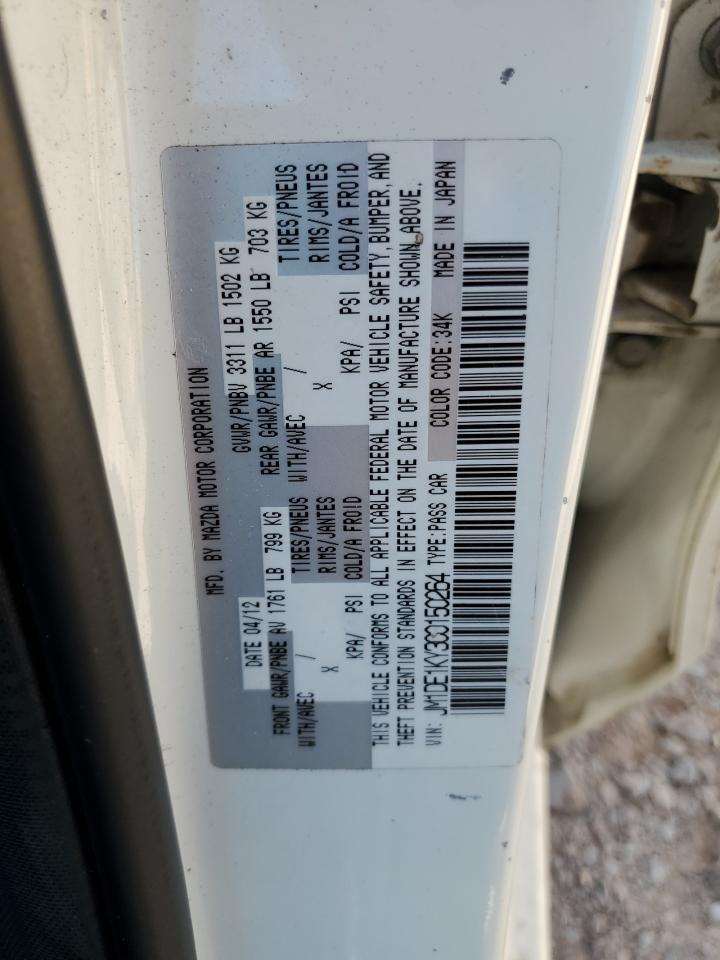 MFD. BY MAZDA MOTOR CORPORATION
DATE 04/12 GVWR/PNBV 3311 LB 1502 KG
FRONT GAWR/PNBE AV 1761 LB 799 KG REAR GAWR/PNBE AR 1550 LB 703 KG
WITH/AVEC / TIRES/PNEUS WITH/AVEC / TIRES/PNEUS
X RIMS/JANTES X RIMS/JANTES
KPA/ PSI COLD/A FROID KPA/ PSI COLD/A FROID
THIS VEHICLE CONFORMS TO ALL APPLICABLE FEDERAL MOTOR VEHICLE SAFETY, BUMPER, AND
THEFT PREVENTION STANDARDS IN EFFECT ON THE DATE OF MANUFACTURE SHOWN ABOVE.
VIN: JM1DE1KY3C0150264 TYPE:PASS CAR COLOR CODE:34K MADE IN JAPAN